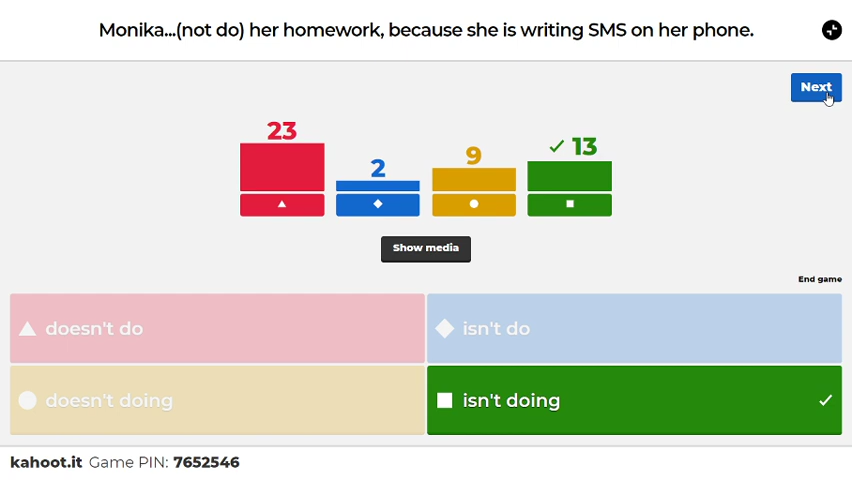 Monika...(not do) her homework, because she is writing SMS on her phone.
Next
23
2
9
13
Show media
End game
doesn't do
isn't do
doesn't doing
isn't doing
kahoot.it Game PIN: 7652546